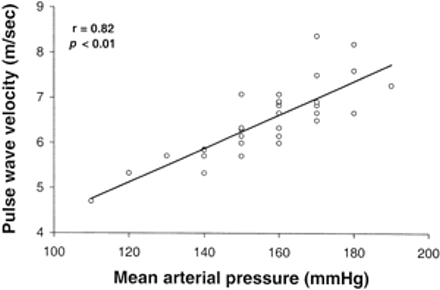 9
8
7
6
5
4
r = 0.82
p < 0.01
Pulse wave velocity (m/sec)
100 120 140 160 180 200
Mean arterial pressure (mmHg)